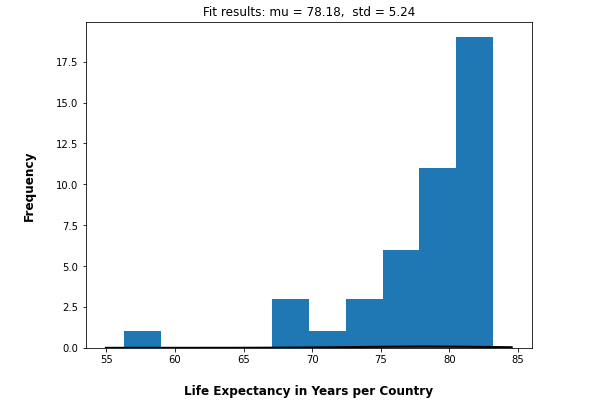 Fit results: mu = 78.18,  std = 5.24
17.5
15.0
12.5
10.0
7.5
5.0
2.5
0.0
Frequency
55 60 65 70 75 80 85
Life Expectancy in Years per Country